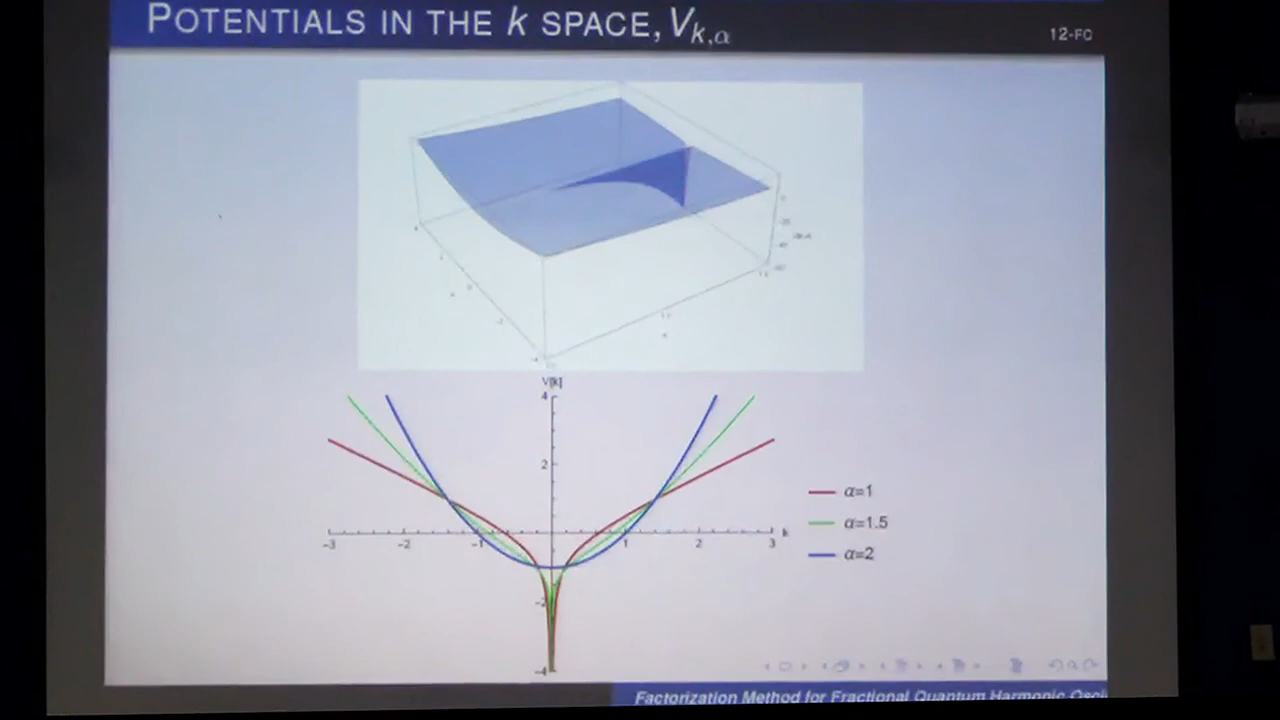 POTENTIALS IN THE k SPACE, Vk,α
12-FC
V[k]
4
2
-3
-2
-1
1
2
3
k
-2
-4
α=1
α=1.5
α=2
Factorization Method for Fractional Quantum Harmonic Osci